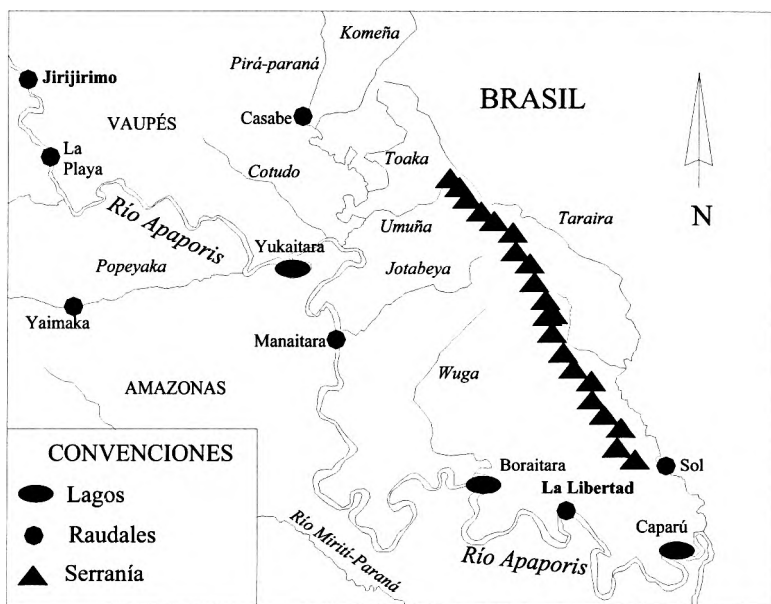 Komeña
Pirá-paraná
Jirijirimo
BRASIL
VAUPÉS
Casabe
La
Playa
Toaka
Cotudo
N
Río Apaporis
Umuña
Taraira
Yukaitara
Popeyaka
Jotabeya
Yaimaka
Manaitara
Wuga
AMAZONAS
CONVENCIONES
Lagos
Raudales
Serranía
Boraitara
Sol
La Libertad
Río Miriti-Paraná
Río Apaporis
Caparú